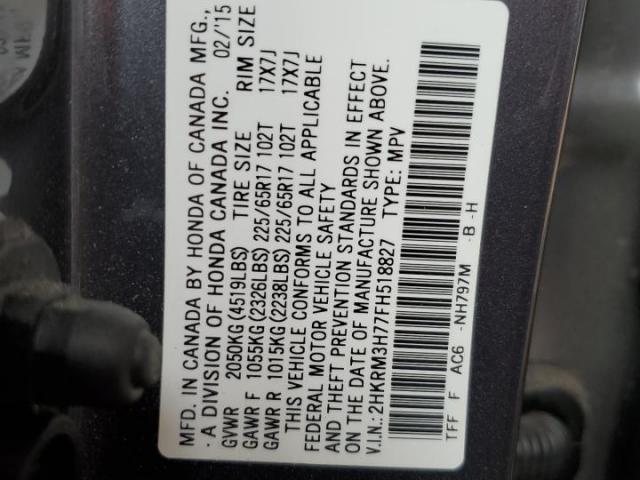 MFD. IN CANADA BY HONDA OF CANADA MFG.,
· A DIVISION OF HONDA CANADA INC. 02/'15
GVWR 2050KG (4519LBS) TIRE SIZE RIM SIZE
GAWR F 1055KG (2326LBS) 225/65R17 102T 17X7J
GAWR R 1015KG (2238LBS) 225/65R17 102T 17X7J
THIS VEHICLE CONFORMS TO ALL APPLICABLE
FEDERAL MOTOR VEHICLE SAFETY
AND THEFT PREVENTION STANDARDS IN EFFECT
ON THE DATE OF MANUFACTURE SHOWN ABOVE.
V.I.N.: 2HKRM3H77FH518827 TYPE: MPV
TFF F AC6 -NH797M ·B -H